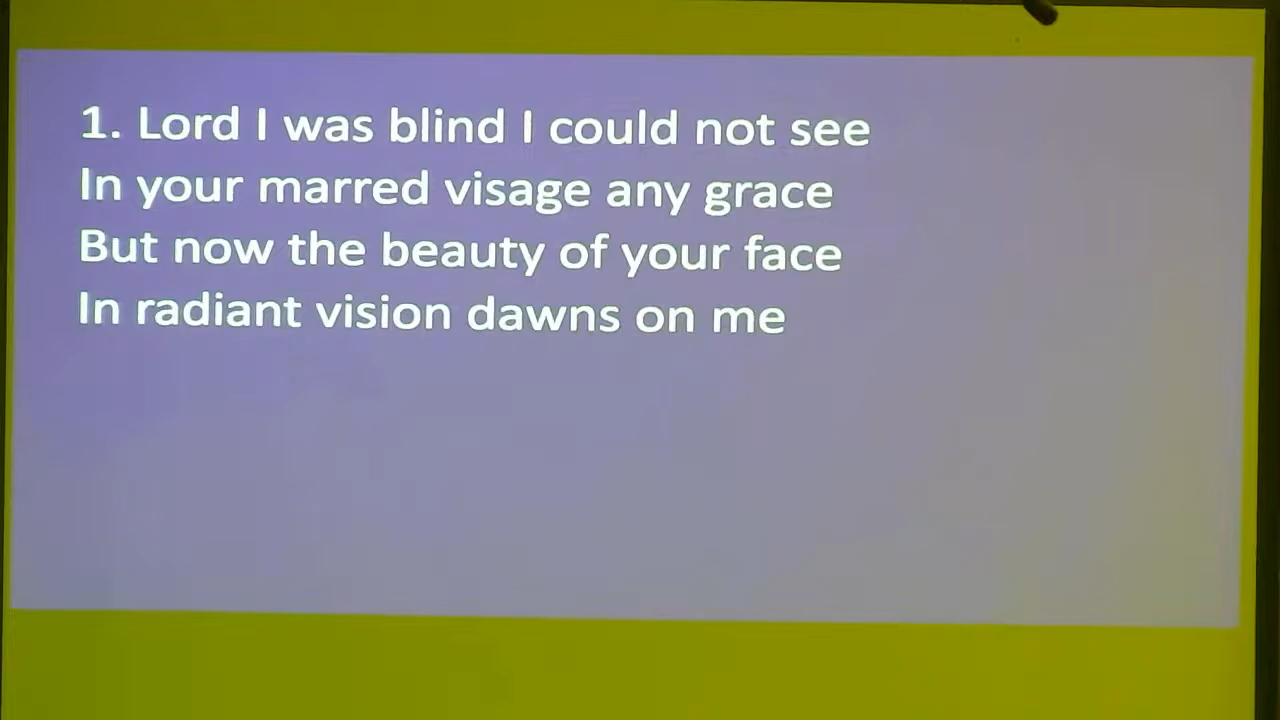 1. Lord I was blind I could not see
In your marred visage any grace
But now the beauty of your face
In radiant vision dawns on me